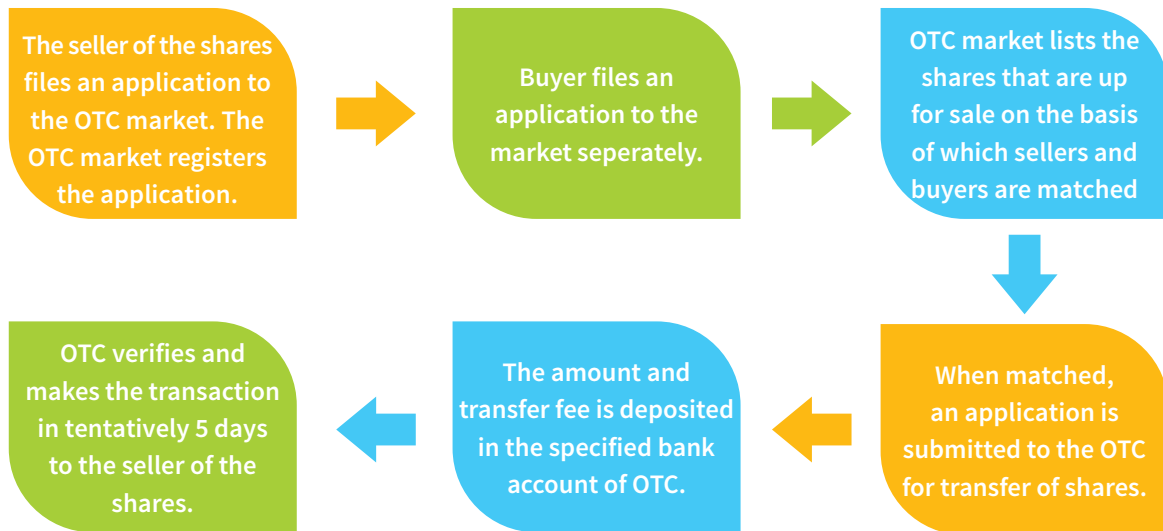 The seller of the shares
files an application to
the OTC market. The
OTC market registers
the application.
Buyer files an
application to the
market seperately.
OTC market lists the
shares that are up
for sale on the basis
of which sellers and
buyers are matched
When matched,
an application is
submitted to the OTC
for transfer of shares.
The amount and
transfer fee is deposited
in the specified bank
account of OTC.
OTC verifies and
makes the transaction
in tentatively 5 days
to the seller of the
shares.